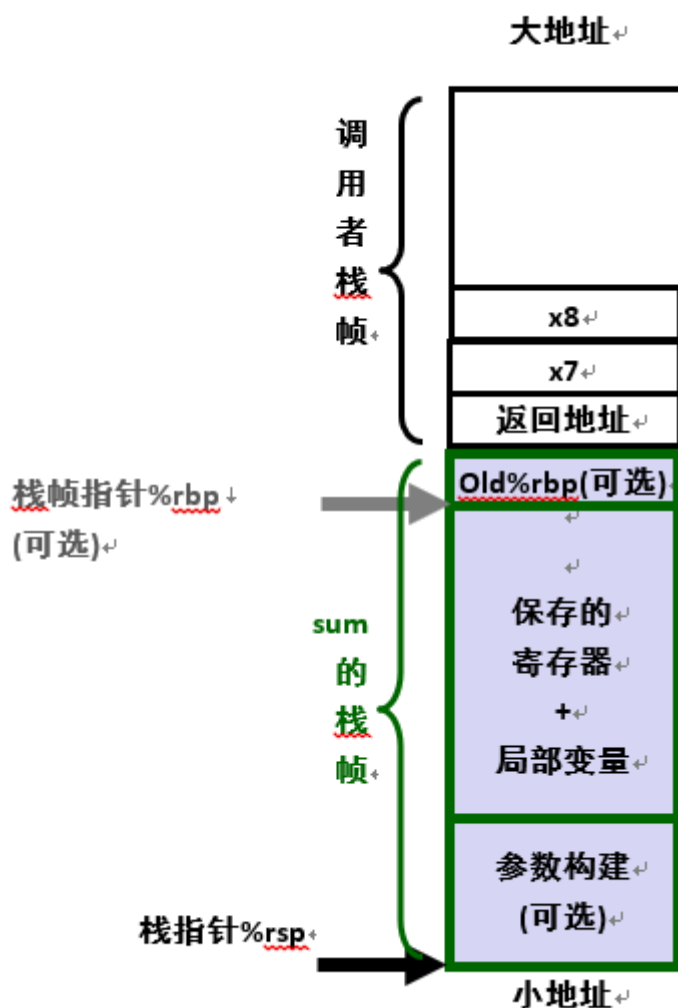 大地址
调
用
者
栈
帧
x8
x7
返回地址
Old%rbp(可选)
栈帧指针%rbp
(可选)
保存的
寄存器
+
局部变量
sum
的
栈
帧
参数构建
(可选)
栈指针%rsp
小地址